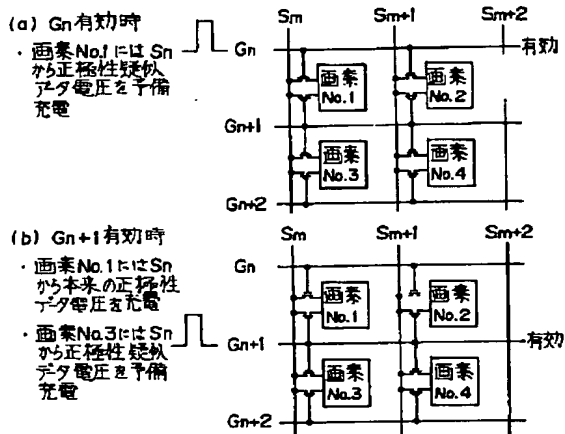 (a) Gn有効時
・画素No.1にはSn
から正極性疑似
データ電圧を予備
充電
Sm
Sm+1
Sm+2
Gn
有効
画素
No.1
画素
No.2
Gn+1
画素
No.3
画素
No.4
Gn+2
(b) Gn+1有効時
・画素No.1にはSn
から本来の正極性
データ電圧を充電
・画素No.3にはSn
から正極性疑似
データ電圧を予備
充電
Sm
Sm+1
Sm+2
Gn
画素
No.1
画素
No.2
Gn+1
有効
画素
No.3
画素
No.4
Gn+2